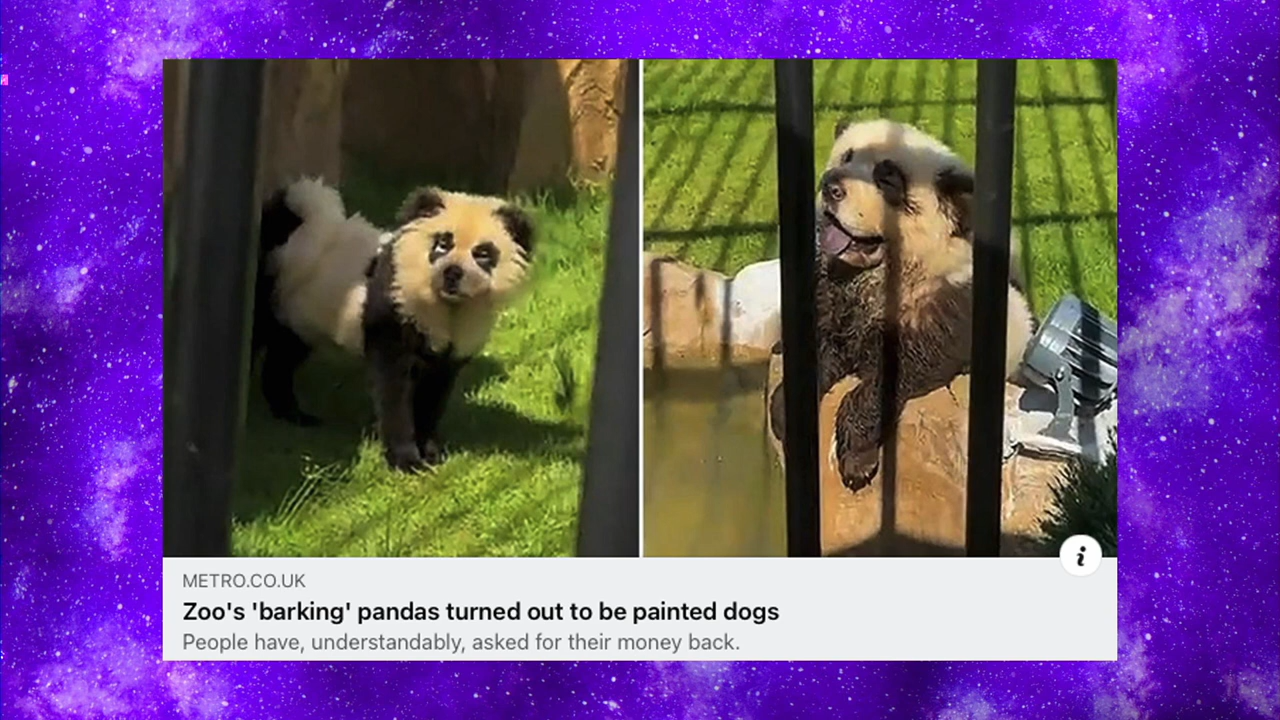 METRO.CO.UK
Zoo's 'barking' pandas turned out to be painted dogs
People have, understandably, asked for their money back.